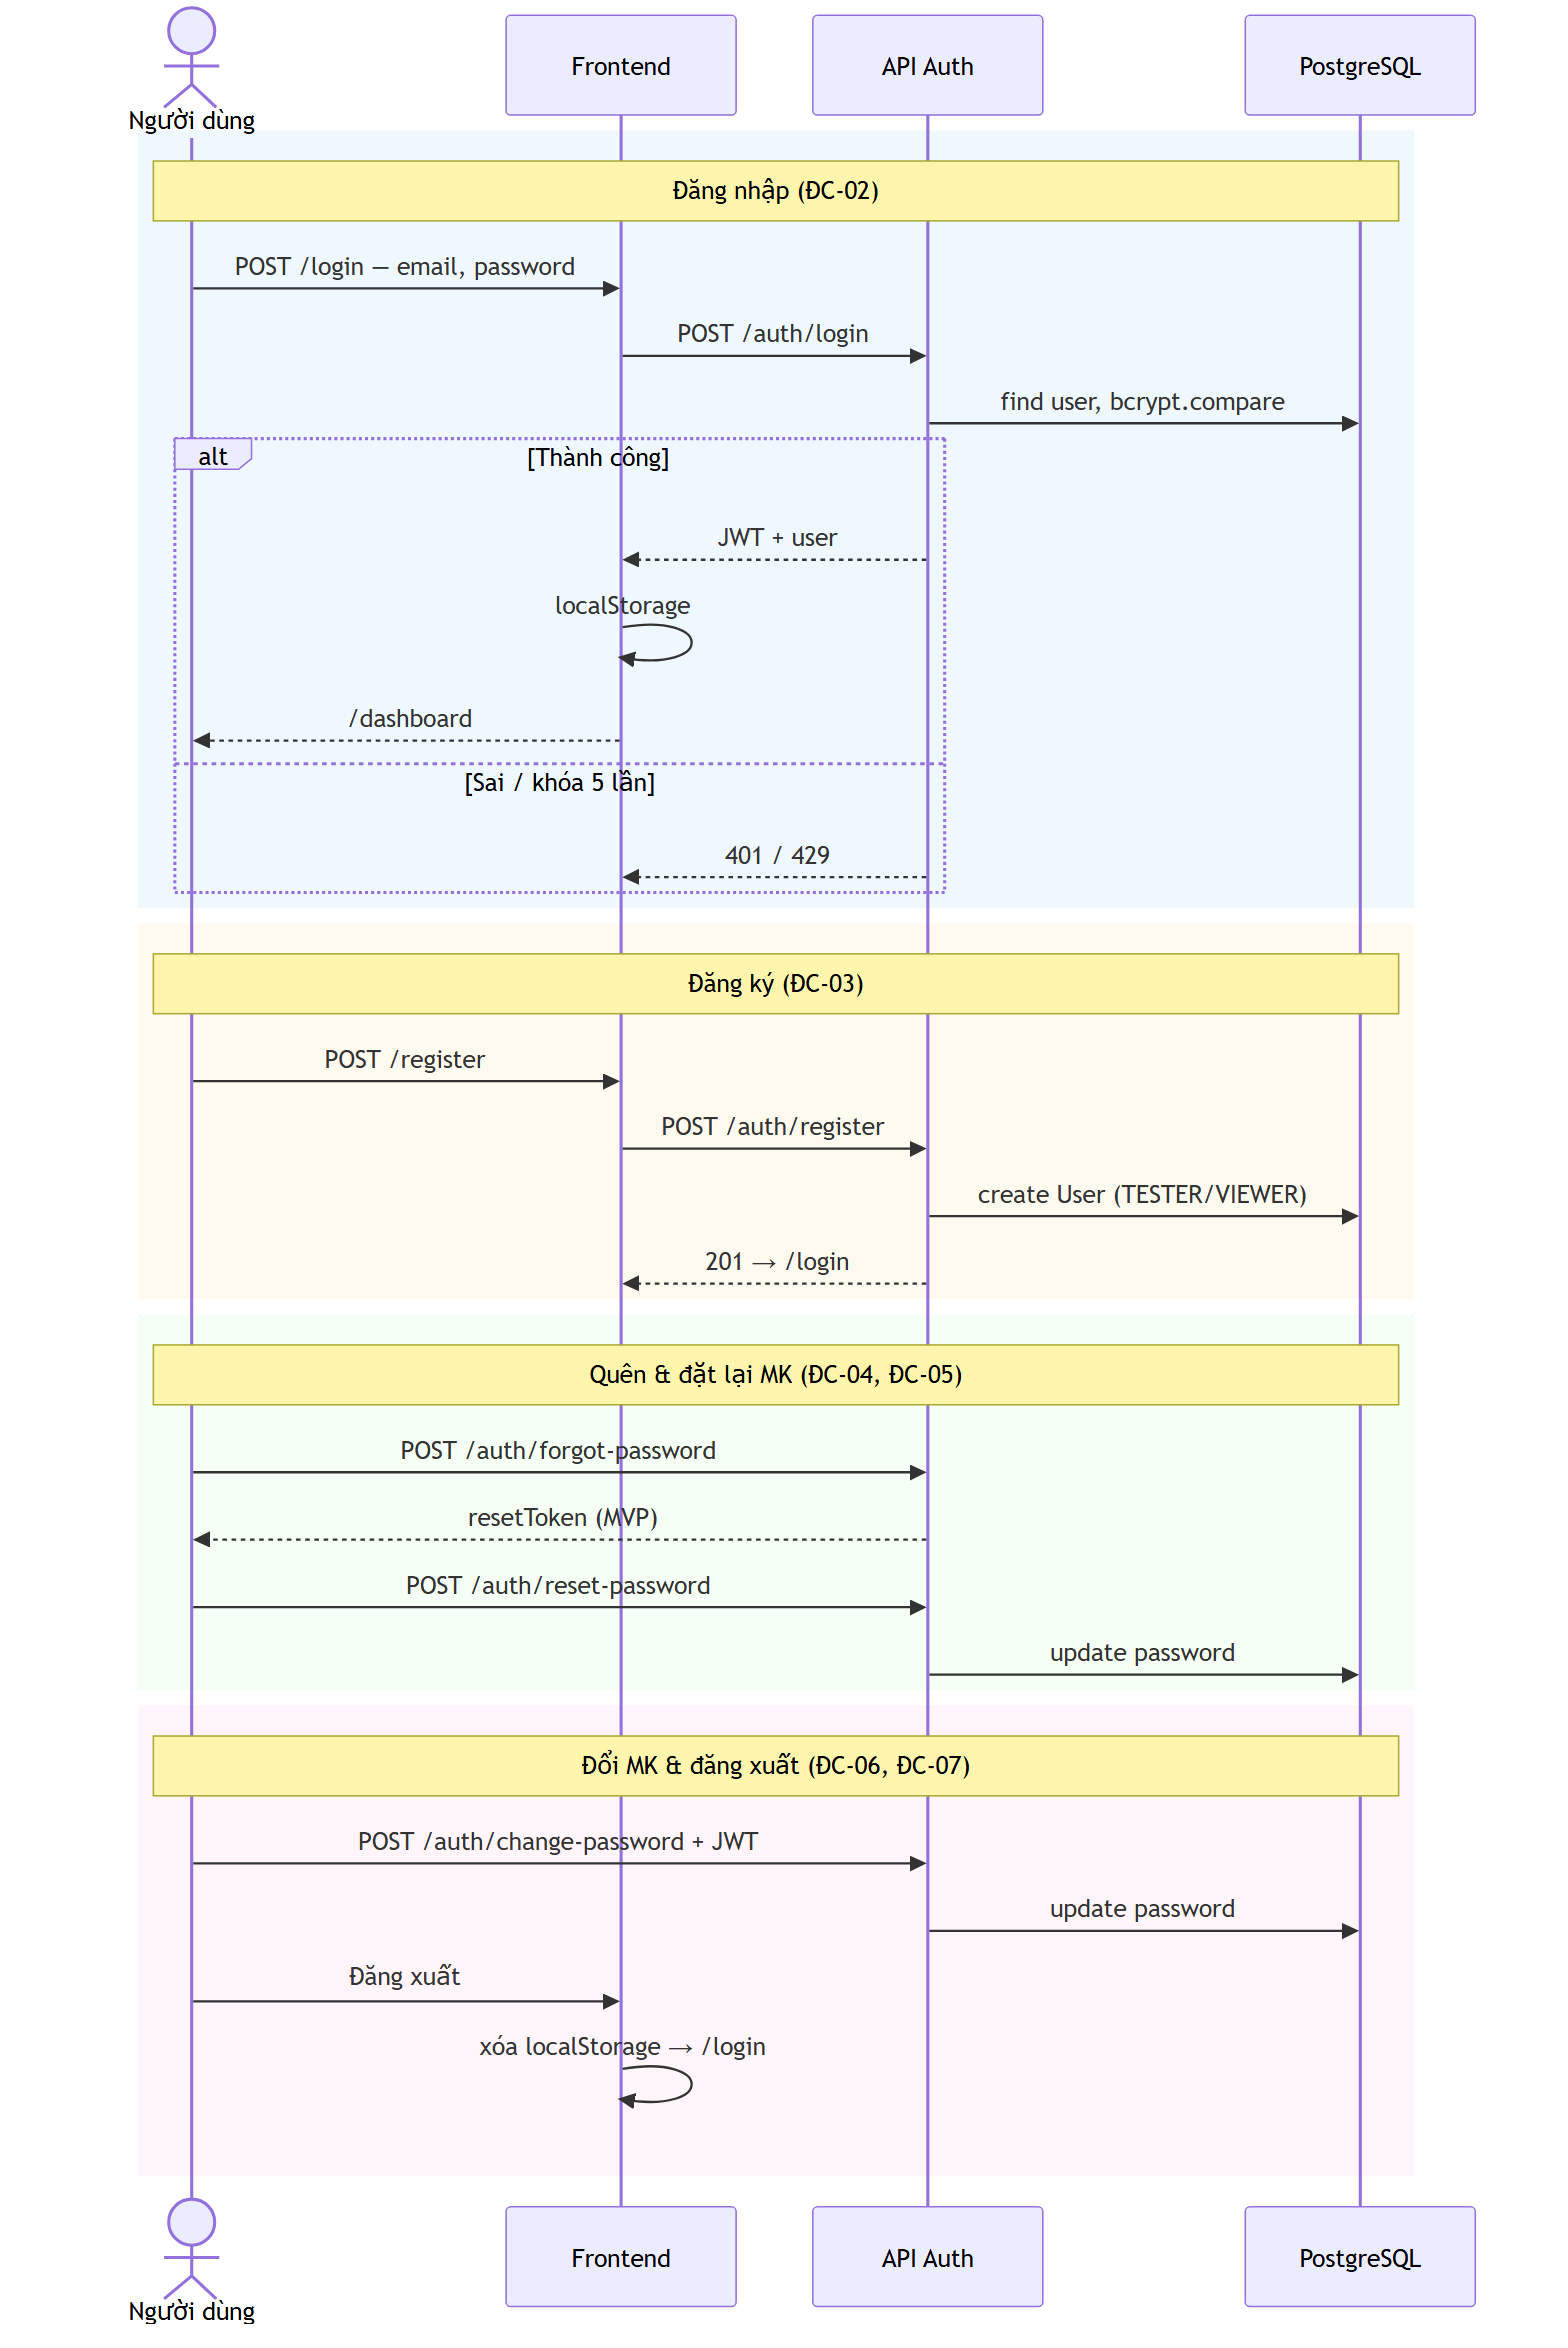 Người dùng
Frontend
API Auth
PostgreSQL
Đăng nhập (ĐC-02)
POST /login — email, password
POST /auth/login
find user, bcrypt.compare
alt
[Thành công]
JWT + user
localStorage
/dashboard
[Sai / khóa 5 lần]
401 / 429
Đăng ký (ĐC-03)
POST /register
POST /auth/register
create User (TESTER/VIEWER)
201 → /login
Quên & đặt lại MK (ĐC-04, ĐC-05)
POST /auth/forgot-password
resetToken (MVP)
POST /auth/reset-password
update password
Đổi MK & đăng xuất (ĐC-06, ĐC-07)
POST /auth/change-password + JWT
update password
Đăng xuất
xóa localStorage → /login
Người dùng
Frontend
API Auth
PostgreSQL